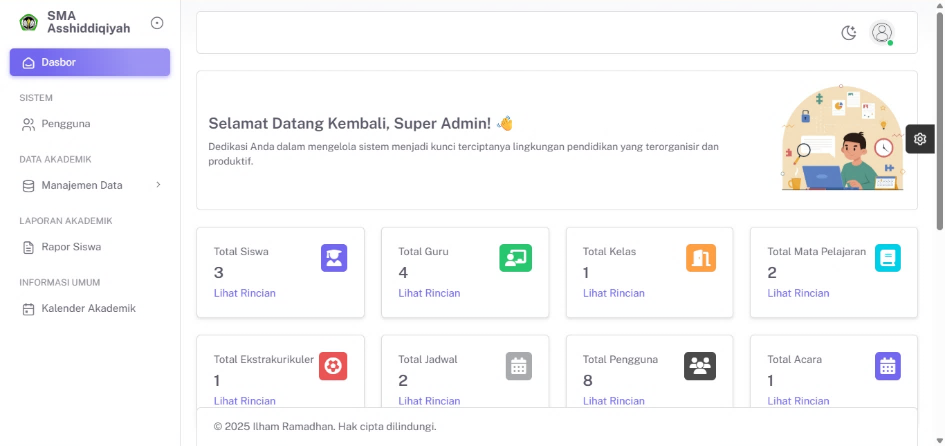 SMA
Asshiddiqiyah
Dasbor
SISTEM
Pengguna
DATA AKADEMIK
Manajemen Data
LAPORAN AKADEMIK
Rapor Siswa
INFORMASI UMUM
Kalender Akademik
Selamat Datang Kembali, Super Admin! 👋
Dedikasi Anda dalam mengelola sistem menjadi kunci terciptanya lingkungan pendidikan yang terorganisir dan
produktif.
Total Siswa
3
Lihat Rincian
Total Guru
4
Lihat Rincian
Total Kelas
1
Lihat Rincian
Total Mata Pelajaran
2
Lihat Rincian
Total Ekstrakurikuler
1
Lihat Rincian
Total Jadwal
2
Lihat Rincian
Total Pengguna
8
Lihat Rincian
Total Acara
1
Lihat Rincian
© 2025 Ilham Ramadhan. Hak cipta dilindungi.